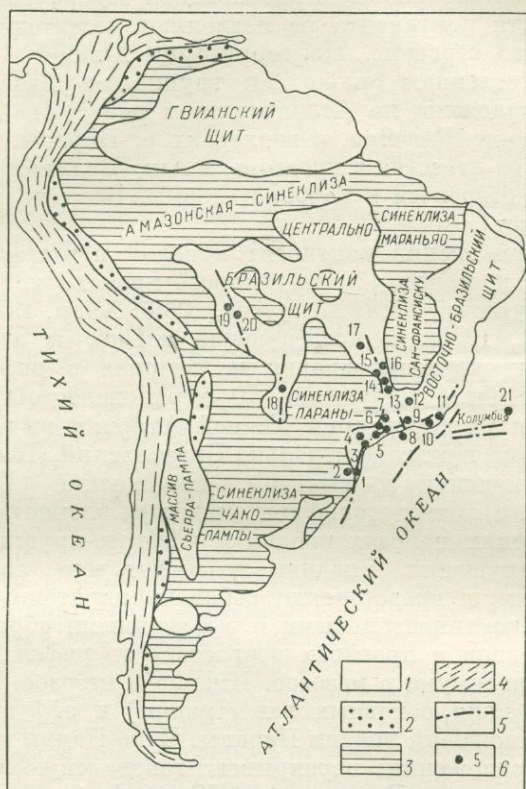 ГВИАНСКИЙ
ЩИТ
АМАЗОНСКАЯ СИНЕКЛИЗА
ЦЕНТРАЛЬНО-
СИНЕКЛИЗА
МАРАНЬЯО
БРАЗИЛЬСКИЙ
ЩИТ
СИНЕКЛИЗА
САН-ФРАНСИСКУ
ВОСТОЧНО-БРАЗИЛЬСКИЙ
ЩИТ
19
20
17
15
16
14
18
СИНЕКЛИЗА
ПАРАНЫ
13
12
7
6
9
11
21
Колумбия
4
5
8
10
3
2
1
ТИХИЙ ОКЕАН
МАССИВ
СЬЕРРА-ПАМПА
СИНЕКЛИЗА
ЧАКО
ПАМПЫ
АТЛАНТИЧЕСКИЙ ОКЕАН
1
4
2
5
3
5
6